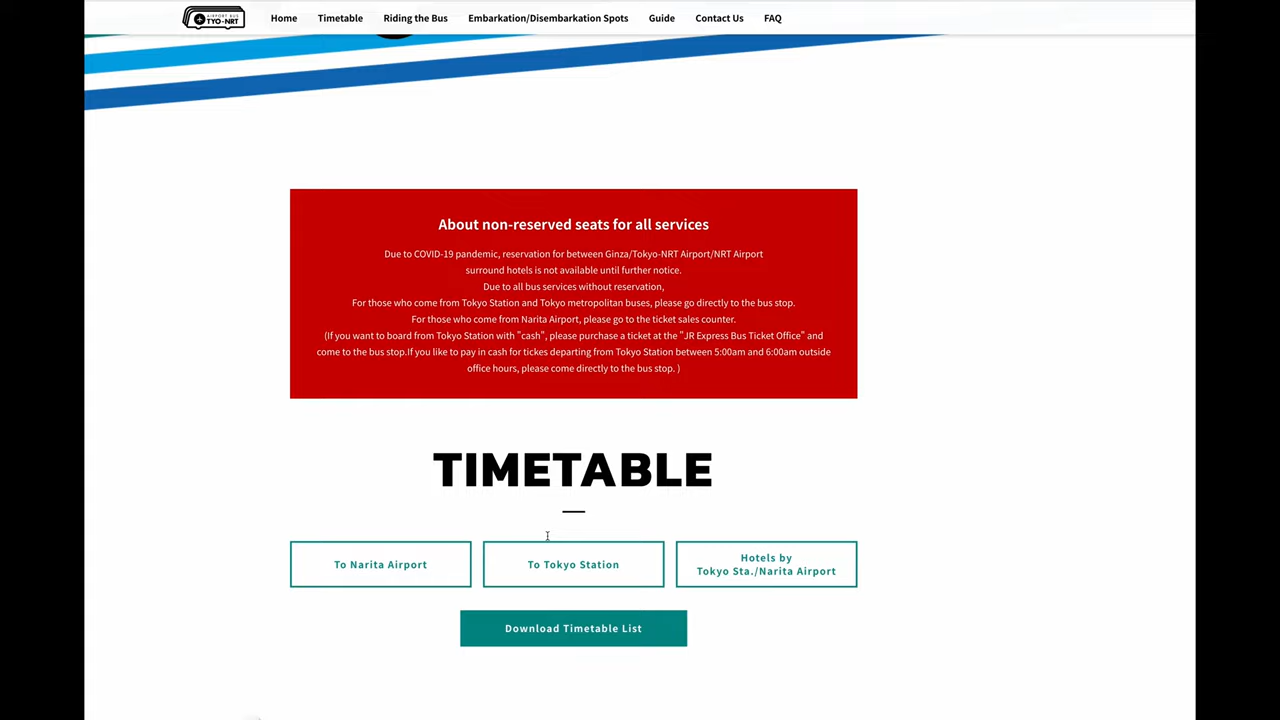 AIRPORT BUS
TYO-NRT
Home Timetable Riding the Bus Embarkation/Disembarkation Spots Guide Contact Us FAQ
About non-reserved seats for all services
Due to COVID-19 pandemic, reservation for between Ginza/Tokyo-NRT Airport/NRT Airport
surround hotels is not available until further notice.
Due to all bus services without reservation,
For those who come from Tokyo Station and Tokyo metropolitan buses, please go directly to the bus stop.
For those who come from Narita Airport, please go to the ticket sales counter.
(If you want to board from Tokyo Station with "cash", please purchase a ticket at the "JR Express Bus Ticket Office" and
come to the bus stop.If you like to pay in cash for tickes departing from Tokyo Station between 5:00am and 6:00am outside
office hours, please come directly to the bus stop. )
TIMETABLE
To Narita Airport
To Tokyo Station
Hotels by
Tokyo Sta./Narita Airport
Download Timetable List